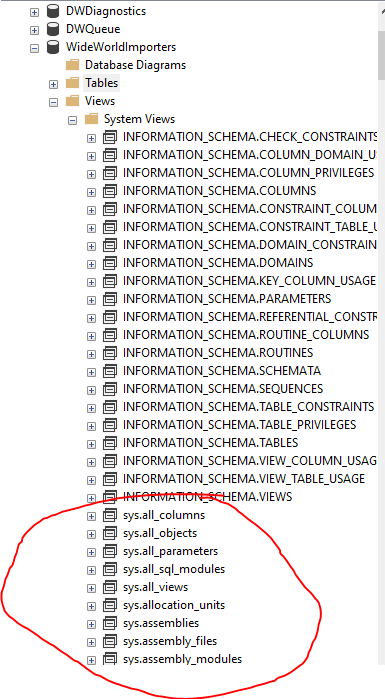 DWDiagnostics
DWQueue
WideWorldImporters
Database Diagrams
Tables
Views
System Views
INFORMATION_SCHEMA.CHECK_CONSTRAINTS
INFORMATION_SCHEMA.COLUMN_DOMAIN_U
INFORMATION_SCHEMA.COLUMN_PRIVILEGES
INFORMATION_SCHEMA.COLUMNS
INFORMATION_SCHEMA.CONSTRAINT_COLUM
INFORMATION_SCHEMA.CONSTRAINT_TABLE_U
INFORMATION_SCHEMA.DOMAIN_CONSTRAIN
INFORMATION_SCHEMA.DOMAINS
INFORMATION_SCHEMA.KEY_COLUMN_USAGE
INFORMATION_SCHEMA.PARAMETERS
INFORMATION_SCHEMA.REFERENTIAL_CONSTR
INFORMATION_SCHEMA.ROUTINE_COLUMNS
INFORMATION_SCHEMA.ROUTINES
INFORMATION_SCHEMA.SCHEMATA
INFORMATION_SCHEMA.SEQUENCES
INFORMATION_SCHEMA.TABLE_CONSTRAINTS
INFORMATION_SCHEMA.TABLE_PRIVILEGES
INFORMATION_SCHEMA.TABLES
INFORMATION_SCHEMA.VIEW_COLUMN_USAG
INFORMATION_SCHEMA.VIEW_TABLE_USAGE
INFORMATION_SCHEMA.VIEWS
sys.all_columns
sys.all_objects
sys.all_parameters
sys.all_sql_modules
sys.all_views
sys.allocation_units
sys.assemblies
sys.assembly_files
sys.assembly_modules